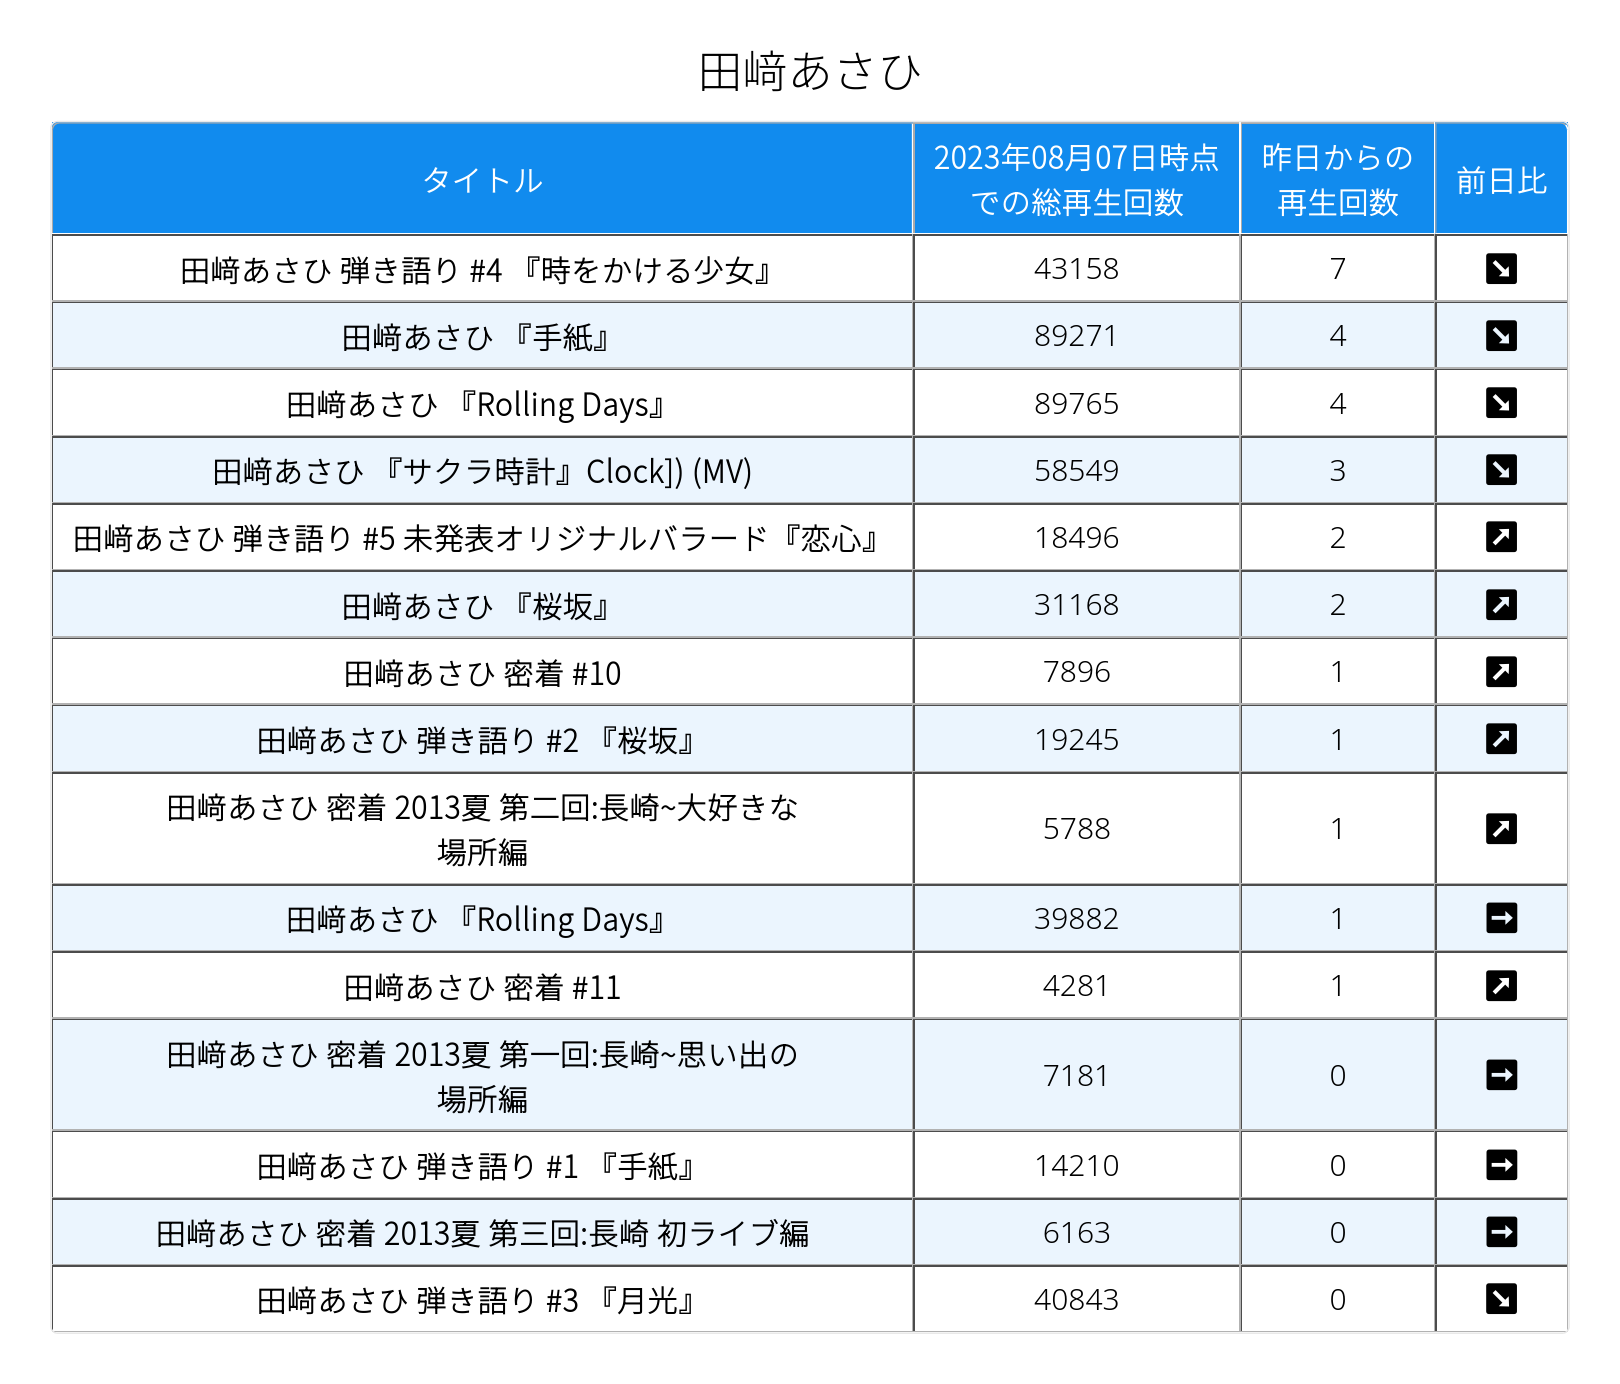 田﨑あさひ
タイトル
2023年08月07日時点
での総再生回数
昨日からの
再生回数
前日比
田﨑あさひ 弾き語り #4 『時をかける少女』 43158 7
田﨑あさひ 『手紙』 89271 4
田﨑あさひ 『Rolling Days』 89765 4
田﨑あさひ 『サクラ時計』Clock]) (MV) 58549 3
田﨑あさひ 弾き語り #5 未発表オリジナルバラード『恋心』 18496 2
田﨑あさひ 『桜坂』 31168 2
田﨑あさひ 密着 #10 7896 1
田﨑あさひ 弾き語り #2 『桜坂』 19245 1
田﨑あさひ 密着 2013夏 第二回:長崎~大好きな
場所編 5788 1
田﨑あさひ 『Rolling Days』 39882 1
田﨑あさひ 密着 #11 4281 1
田﨑あさひ 密着 2013夏 第一回:長崎~思い出の
場所編 7181 0
田﨑あさひ 弾き語り #1 『手紙』 14210 0
田﨑あさひ 密着 2013夏 第三回:長崎 初ライブ編 6163 0
田﨑あさひ 弾き語り #3 『月光』 40843 0